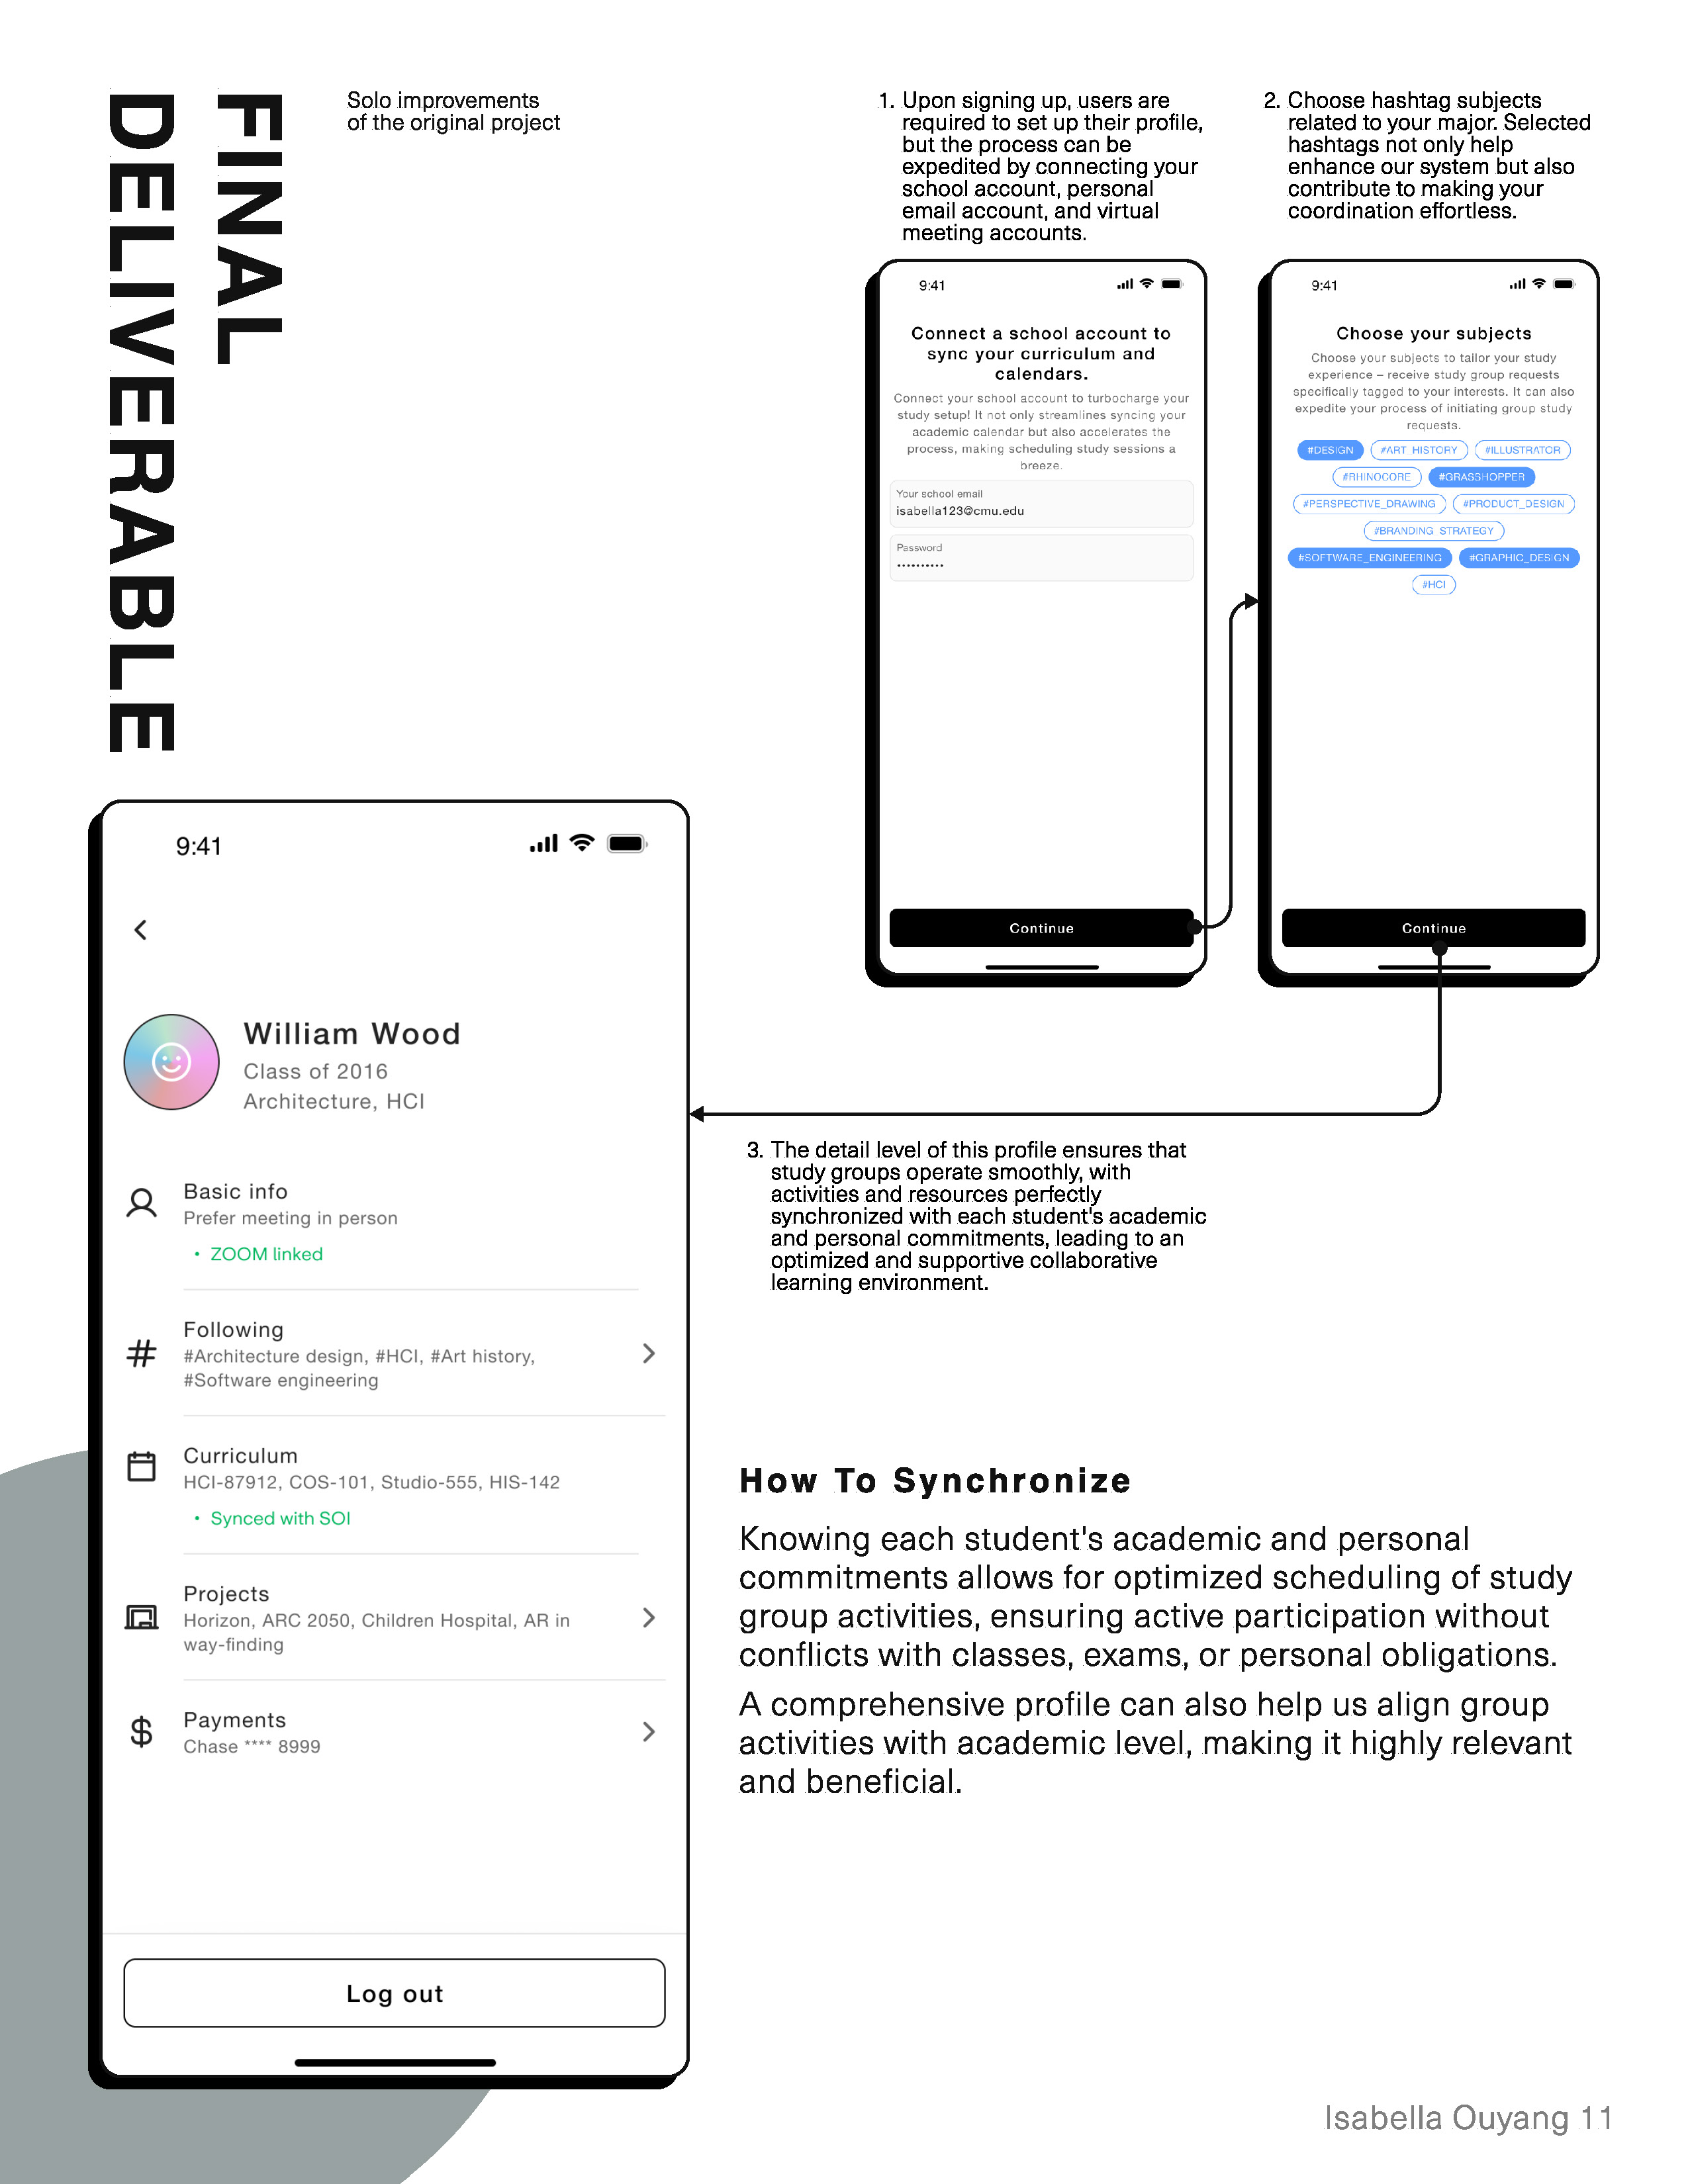 FINAL
DELIVERABLE
Solo improvements
of the original project
1. Upon signing up, users are
required to set up their profile,
but the process can be
expedited by connecting your
school account, personal
email account, and virtual
meeting accounts.
2. Choose hashtag subjects
related to your major. Selected
hashtags not only help
enhance our system but also
contribute to making your
coordination effortless.
9:41
Connect a school account to
sync your curriculum and
calendars.
Connect your school account to turbocharge your
study setup! It not only streamlines syncing your
academic calendar but also accelerates the
process, making scheduling study sessions a
breeze.
Your school email
isabella123@cmu.edu
Password
••••••••••
Continue
9:41
Choose your subjects
Choose your subjects to tailor your study
experience – receive study group requests
specifically tagged to your interests. It can also
expedite your process of initiating group study
requests.
#DESIGN #ART HISTORY #ILLUSTRATOR
#RHINOCORE #GRASSHOPPER
#PERSPECTIVE_DRAWING #PRODUCT_DESIGN
#BRANDING STRATEGY
#SOFTWARE_ENGINEERING #GRAPHIC_DESIGN
#HCI
Continue
9:41
William Wood
Class of 2016
Architecture, HCI
Basic info
Prefer meeting in person
• ZOOM linked
Following
#Architecture design, #HCI, #Art history,
#Software engineering
Curriculum
HCI-87912, COS-101, Studio-555, HIS-142
• Synced with SOI
Projects
Horizon, ARC 2050, Children Hospital, AR in
way-finding
Payments
Chase **** 8999
Log out
3. The detail level of this profile ensures that
study groups operate smoothly, with
activities and resources perfectly
synchronized with each student's academic
and personal commitments, leading to an
optimized and supportive collaborative
learning environment.
How To Synchronize
Knowing each student's academic and personal
commitments allows for optimized scheduling of study
group activities, ensuring active participation without
conflicts with classes, exams, or personal obligations.
A comprehensive profile can also help us align group
activities with academic level, making it highly relevant
and beneficial.
Isabella Ouyang 11